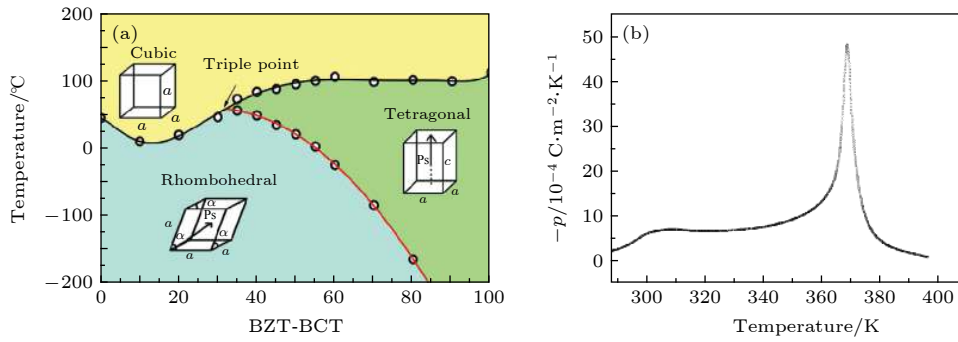 (a)
200
100
0
−100
−200
Temperature/℃
Cubic
a
a
a
Triple point
Tetragonal
Ps
c
a
a
Rhombohedral
α
Ps
a
α
α
a
a
0
20
40
60
80
100
BZT-BCT
(b)
50
40
30
20
10
0
−p/10⁻⁴ C·m⁻²·K⁻¹
300
320
340
360
380
400
Temperature/K